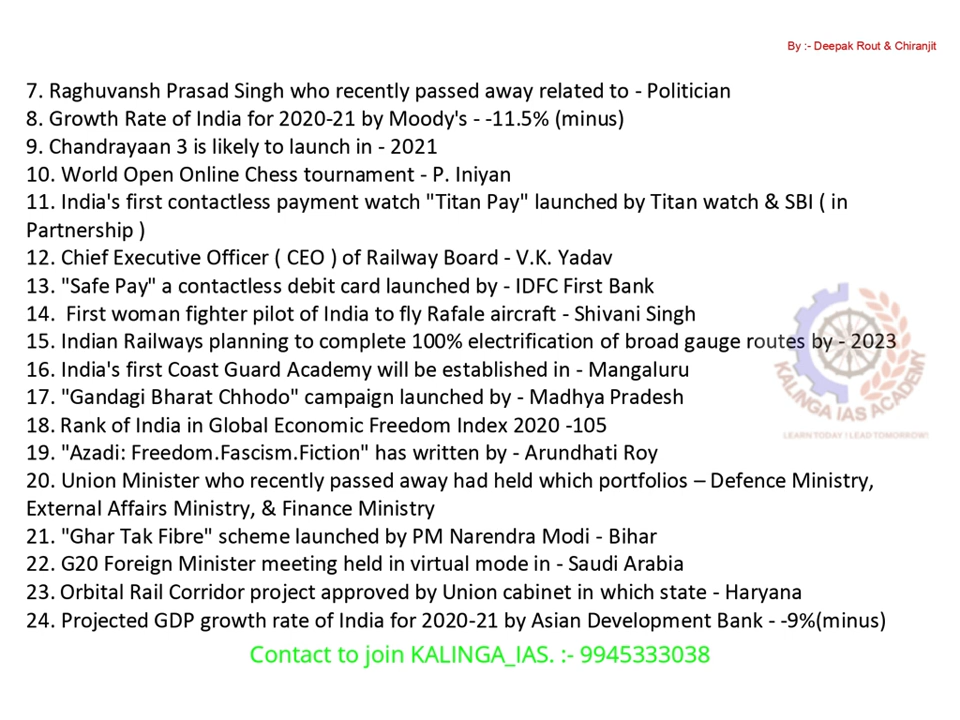 By :- Deepak Rout & Chiranjit
7. Raghuvansh Prasad Singh who recently passed away related to - Politician
8. Growth Rate of India for 2020-21 by Moody's - -11.5% (minus)
9. Chandrayaan 3 is likely to launch in - 2021
10. World Open Online Chess tournament - P. Iniyan
11. India's first contactless payment watch "Titan Pay" launched by Titan watch & SBI ( in
Partnership )
12. Chief Executive Officer ( CEO ) of Railway Board - V.K. Yadav
13. "Safe Pay" a contactless debit card launched by - IDFC First Bank
14.  First woman fighter pilot of India to fly Rafale aircraft - Shivani Singh
15. Indian Railways planning to complete 100% electrification of broad gauge routes by - 2023
16. India's first Coast Guard Academy will be established in - Mangaluru
17. "Gandagi Bharat Chhodo" campaign launched by - Madhya Pradesh
18. Rank of India in Global Economic Freedom Index 2020 -105
19. "Azadi: Freedom.Fascism.Fiction" has written by - Arundhati Roy
20. Union Minister who recently passed away had held which portfolios – Defence Ministry,
External Affairs Ministry, & Finance Ministry
21. "Ghar Tak Fibre" scheme launched by PM Narendra Modi - Bihar
22. G20 Foreign Minister meeting held in virtual mode in - Saudi Arabia
23. Orbital Rail Corridor project approved by Union cabinet in which state - Haryana
24. Projected GDP growth rate of India for 2020-21 by Asian Development Bank - -9%(minus)
KALINGA IAS ACADEMY
LEARN TODAY ! LEAD TOMORROW!
Contact to join KALINGA_IAS. :- 9945333038